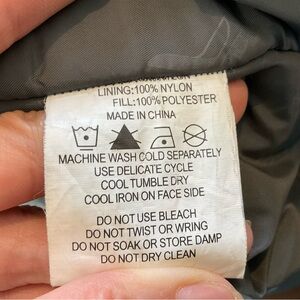 LINING:100% NYLON
FILL:100%POLYESTER
MADE IN CHINA
MACHINE WASH COLD SEPARATELY
USE DELICATE CYCLE
COOL TUMBLE DRY
COOL IRON ON FACE SIDE
DO NOT USE BLEACH
DO NOT TWIST OR WRING
DO NOT SOAK OR STORE DAMP
DO NOT DRY CLEAN